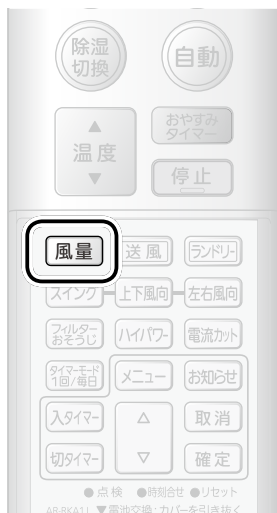 除湿
切換
自動
▲
温度
▼
おやすみ
タイマー
停止
風量
送風
ランドリー
スイング
上下風向
左右風向
フィルター
おそうじ
ハイパワー
電流カット
タイマーモード
1回/毎日
メニュー
お知らせ
入タイマー
△
取消
切タイマー
▽
確定
●点検 ●時刻合せ ●リセット
AR-RKA1J ▼電池交換:カバーを引き抜く